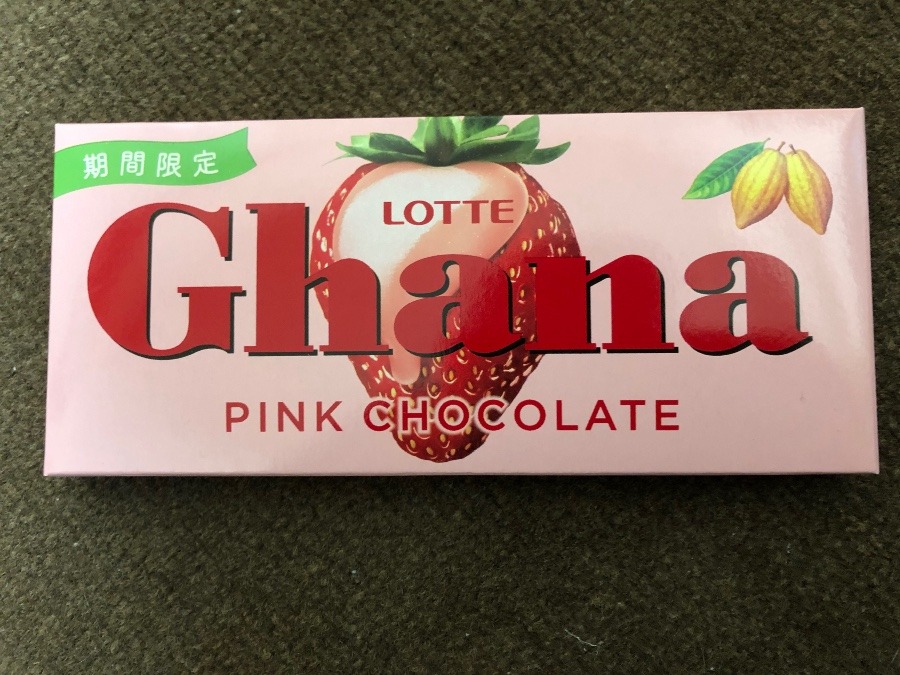 期間限定
LOTTE
Ghana
PINK CHOCOLATE